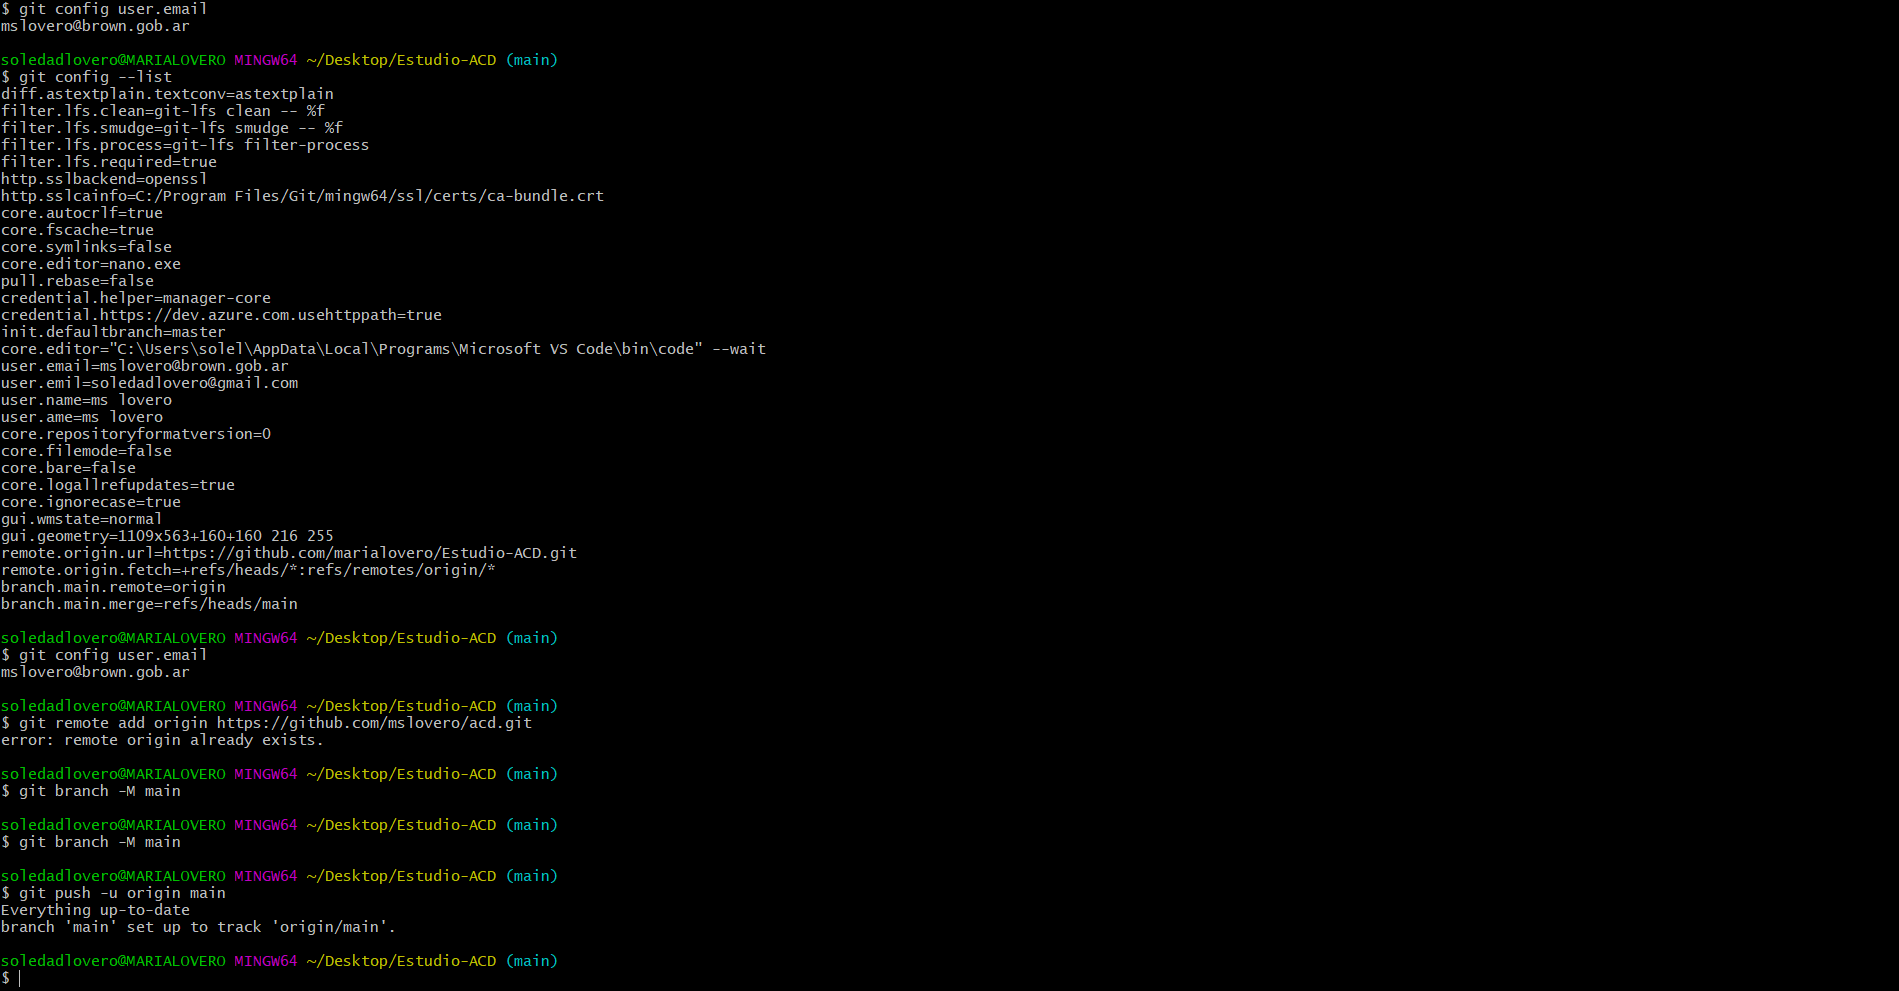 $ git config user.email
mslovero@brown.gob.ar
soledadlovero@MARIALOVERO MINGW64 ~/Desktop/Estudio-ACD (main)
$ git config --list
diff.astextplain.textconv=astextplain
filter.lfs.clean=git-lfs clean -- %f
filter.lfs.smudge=git-lfs smudge -- %f
filter.lfs.process=git-lfs filter-process
filter.lfs.required=true
http.sslbackend=openssl
http.sslcainfo=C:/Program Files/Git/mingw64/ssl/certs/ca-bundle.crt
core.autocrlf=true
core.fscache=true
core.symlinks=false
core.editor=nano.exe
pull.rebase=false
credential.helper=manager-core
credential.https://dev.azure.com.usehttppath=true
init.defaultbranch=master
core.editor="C:\Users\solel\AppData\Local\Programs\Microsoft VS Code\bin\code" --wait
user.email=mslovero@brown.gob.ar
user.emil=soledadlovero@gmail.com
user.name=ms lovero
user.ame=ms lovero
core.repositoryformatversion=0
core.filemode=false
core.bare=false
core.logallrefupdates=true
core.ignorecase=true
gui.wmstate=normal
gui.geometry=1109x563+160+160 216 255
remote.origin.url=https://github.com/marialovero/Estudio-ACD.git
remote.origin.fetch=+refs/heads/*:refs/remotes/origin/*
branch.main.remote=origin
branch.main.merge=refs/heads/main
soledadlovero@MARIALOVERO MINGW64 ~/Desktop/Estudio-ACD (main)
$ git config user.email
mslovero@brown.gob.ar
soledadlovero@MARIALOVERO MINGW64 ~/Desktop/Estudio-ACD (main)
$ git remote add origin https://github.com/mslovero/acd.git
error: remote origin already exists.
soledadlovero@MARIALOVERO MINGW64 ~/Desktop/Estudio-ACD (main)
$ git branch -M main
soledadlovero@MARIALOVERO MINGW64 ~/Desktop/Estudio-ACD (main)
$ git branch -M main
soledadlovero@MARIALOVERO MINGW64 ~/Desktop/Estudio-ACD (main)
$ git push -u origin main
Everything up-to-date
branch 'main' set up to track 'origin/main'.
soledadlovero@MARIALOVERO MINGW64 ~/Desktop/Estudio-ACD (main)
$